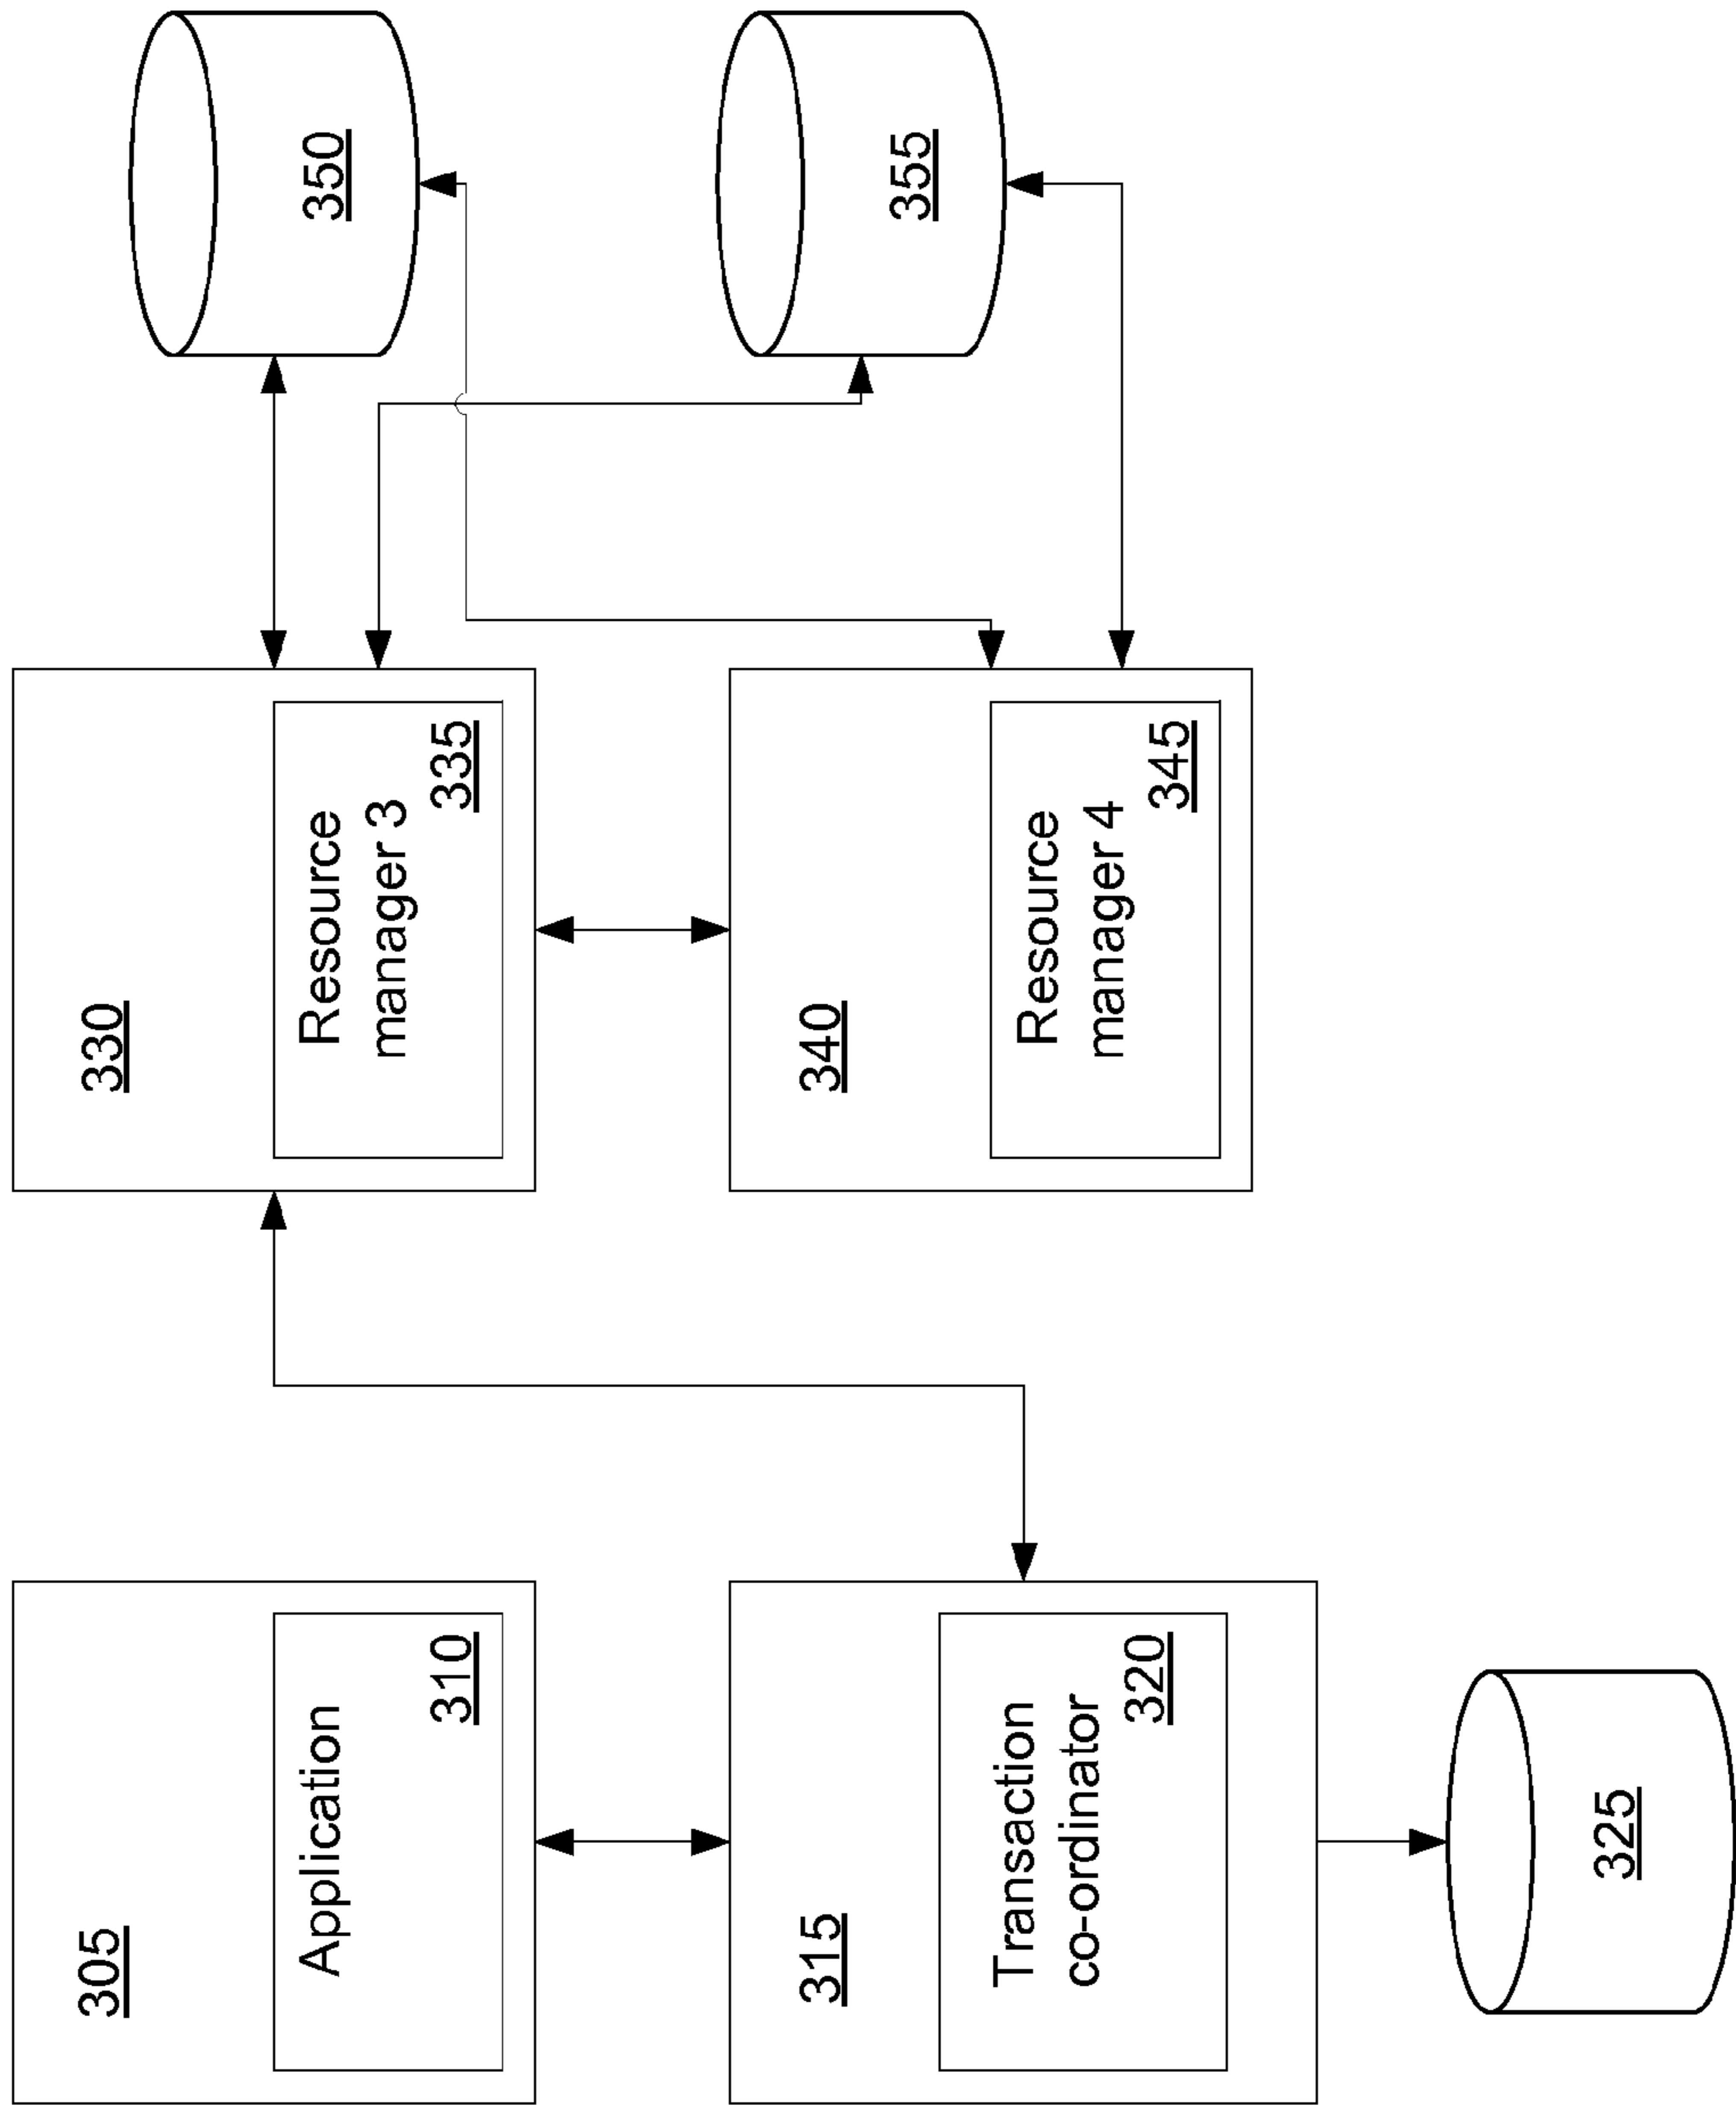 305
Application
310
315
Transaction
co-ordinator
320
325
330
Resource
manager 3
335
340
Resource
manager 4
345
350
355